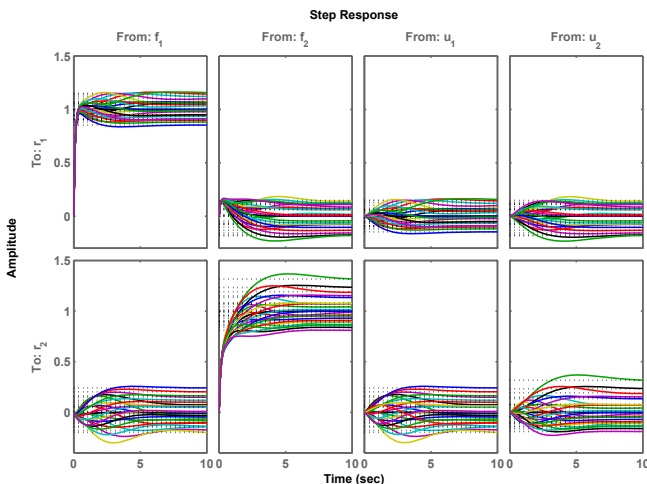 Step Response
From: f1
From: f2
From: u1
From: u2
Amplitude
To: r1
1.5
1
0.5
0
To: r2
1.5
1
0.5
0
0
5
10
0
5
10
0
5
10
0
5
10
Time (sec)